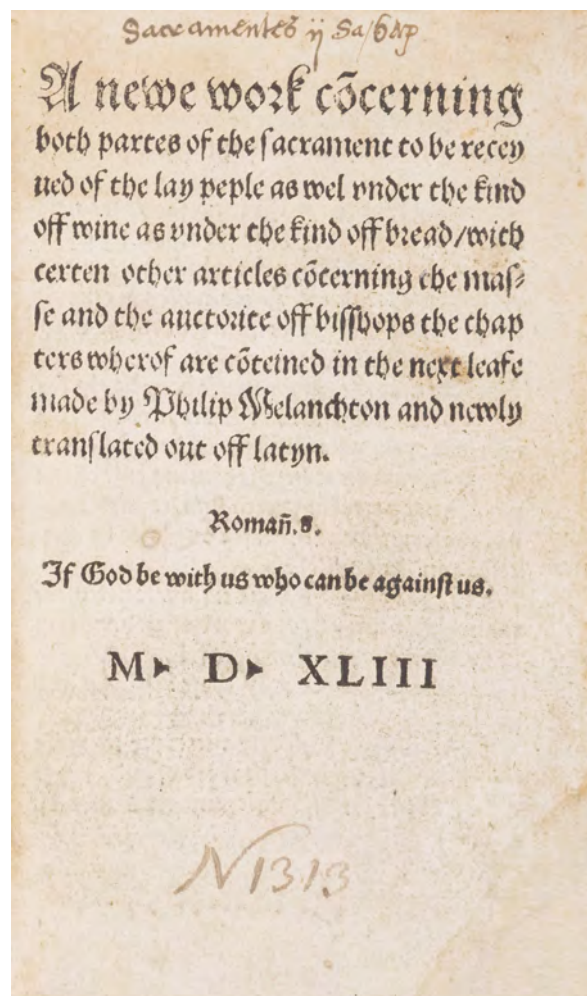 Sacramentes ij
A newe work cõcerning
both partes of the sacrament to be recey
ued of the lay peple as wel vnder the kind
off wine as vnder the kind off bread/with
certen other articles cõcerning the mas⸗
se and the auctorite off bisshops the chap
ters wherof are cõteined in the next leafe
made by Philip Melanchton and newly
translated out off latyn.
Romañ.8.
If God be with us who can be against us.
M▸ D▸ XLIII
N1313